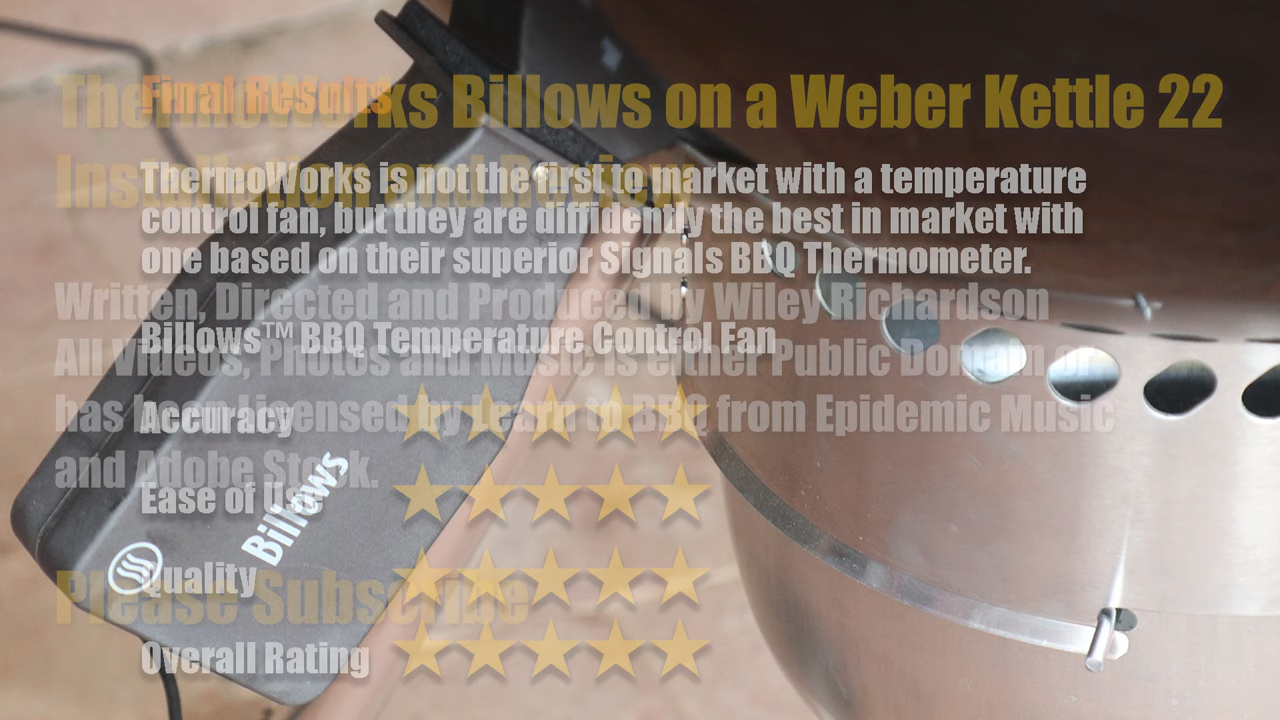 Final Results
ThermoWorks Billows on a Weber Kettle 22
Installation and Review
ThermoWorks is not the first to market with a temperature
control fan, but they are the best in market with
one based on their superior Signals BBQ Thermometer.
Written, Directed and Produced by Wiley Richardson
Billows™ BBQ Temperature Control Fan
All Videos, Photos and Music is either Public Domain or
has been licensed by Learn to BBQ from Epidemic Music
and Adobe Stock.
Accuracy
Ease of Use
Billows
Quality
Please Subscribe
Overall Rating